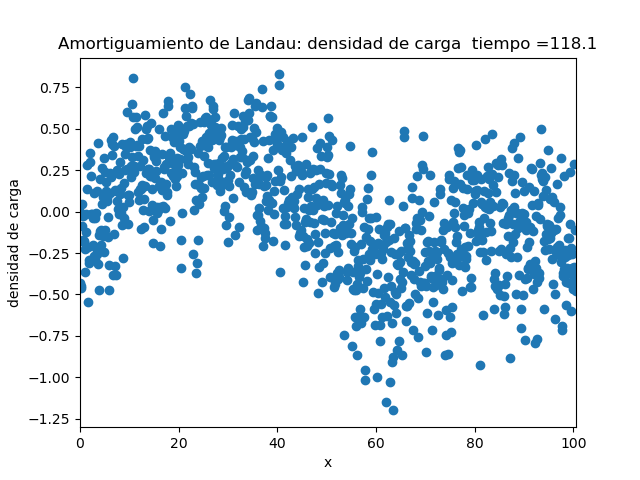 Amortiguamiento de Landau: densidad de carga  tiempo =118.1
densidad de carga
0.75
0.50
0.25
0.00
−0.25
−0.50
−0.75
−1.00
−1.25
0 20 40 60 80 100
x